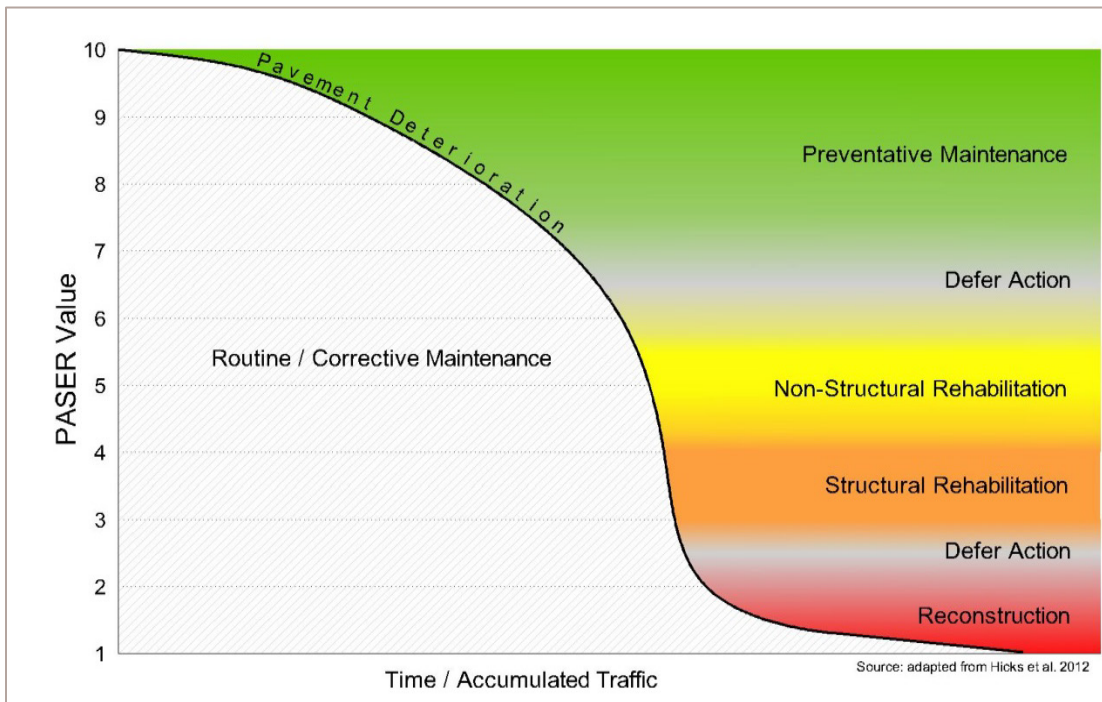 10
Pavement Deterioration
9
Preventative Maintenance
8
7
Defer Action
6
Routine / Corrective Maintenance
5
Non-Structural Rehabilitation
4
Structural Rehabilitation
3
Defer Action
2
Reconstruction
1
PASER Value
Source: adapted from Hicks et al. 2012
Time / Accumulated Traffic